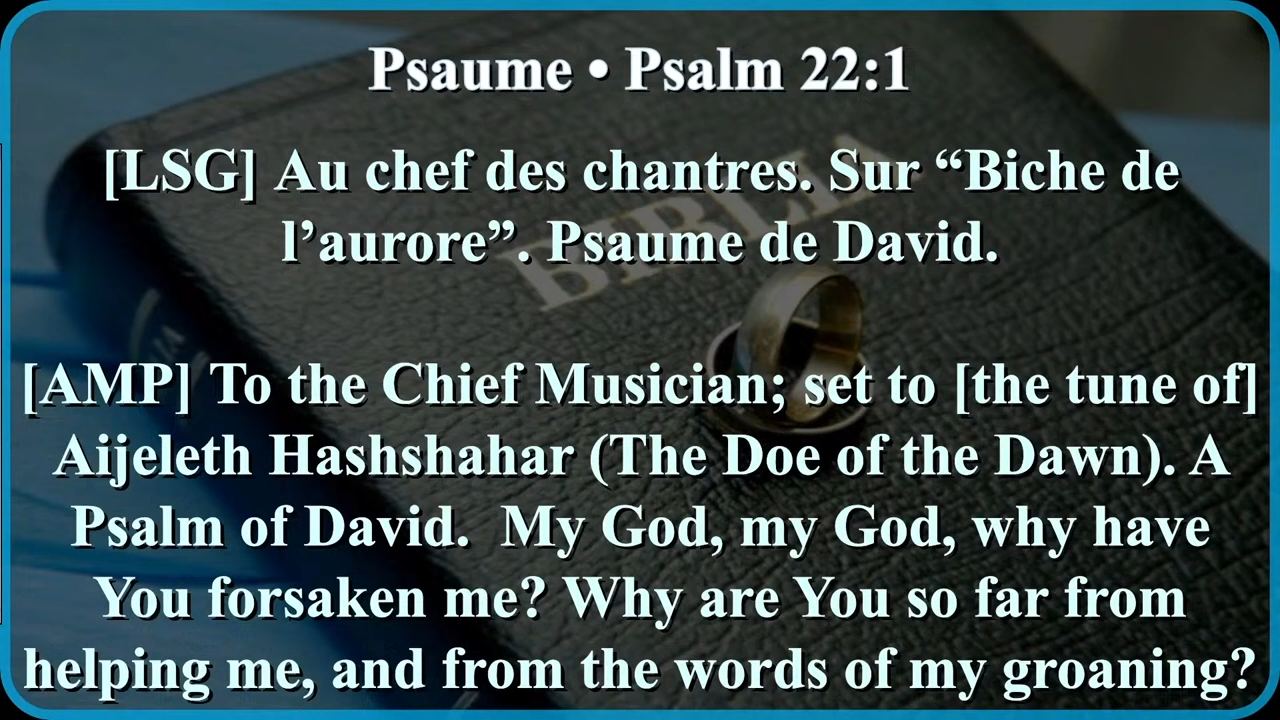 Psaume • Psalm 22:1
[LSG] Au chef des chantres. Sur “Biche de
l’aurore”. Psaume de David.
[AMP] To the Chief Musician; set to [the tune of]
Aijeleth Hashshahar (The Doe of the Dawn). A
Psalm of David.  My God, my God, why have
You forsaken me? Why are You so far from
helping me, and from the words of my groaning?
BIBLIA